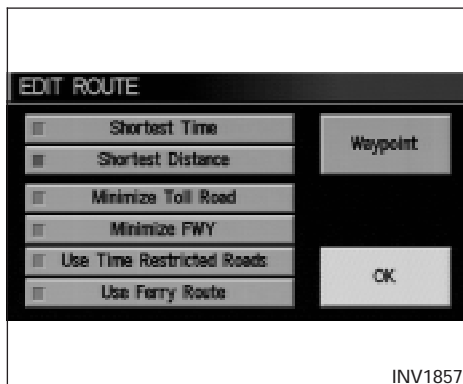 EDIT ROUTE
Shortest Time
Waypoint
Shortest Distance
Minimize Toll Road
Minimize FWY
Use Time Restricted Roads
OK
Use Ferry Route
INV1857